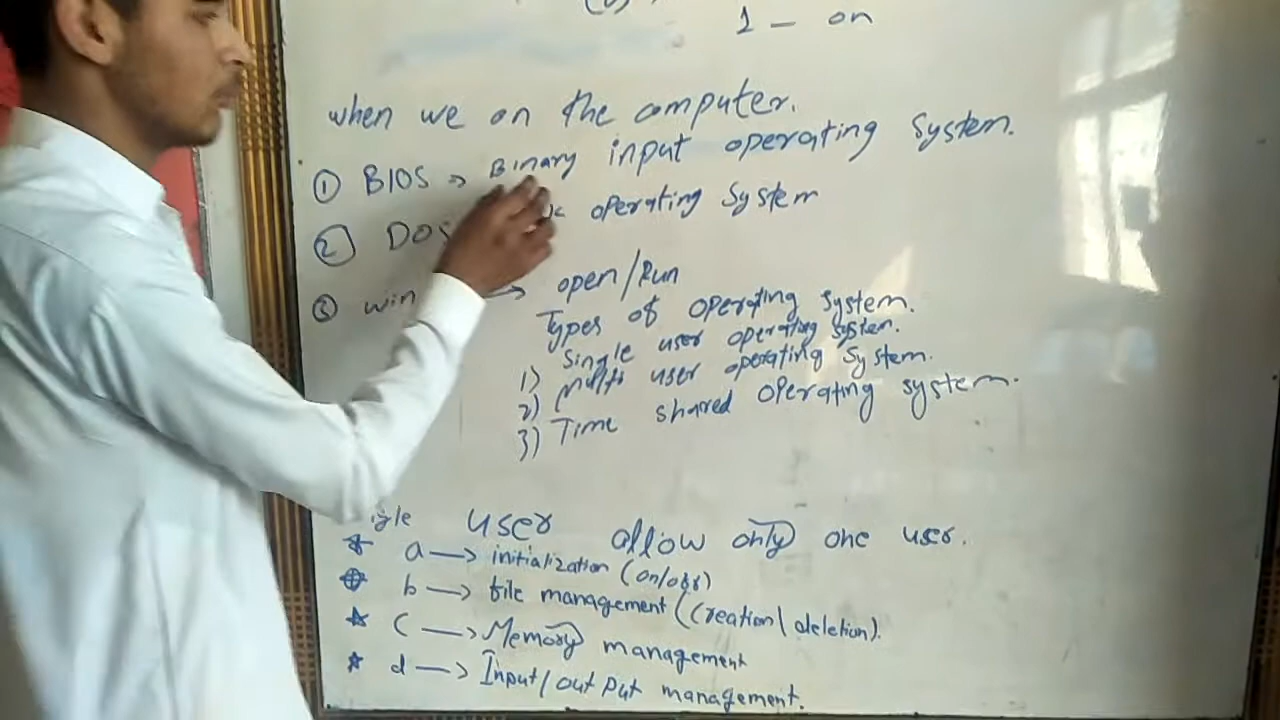 1 — on
when we on the computer.
① BIOS → Binary input operating system.
② DOS operating System
③ win → open/Run
Types of operating system.
1) Single user operating system.
2) Multi user operating System.
3) Time shared operating system.
user allow only one user.
a → initialization (on/off)
b → file management (creation/deletion).
C → Memory management
d → Input/out put management.